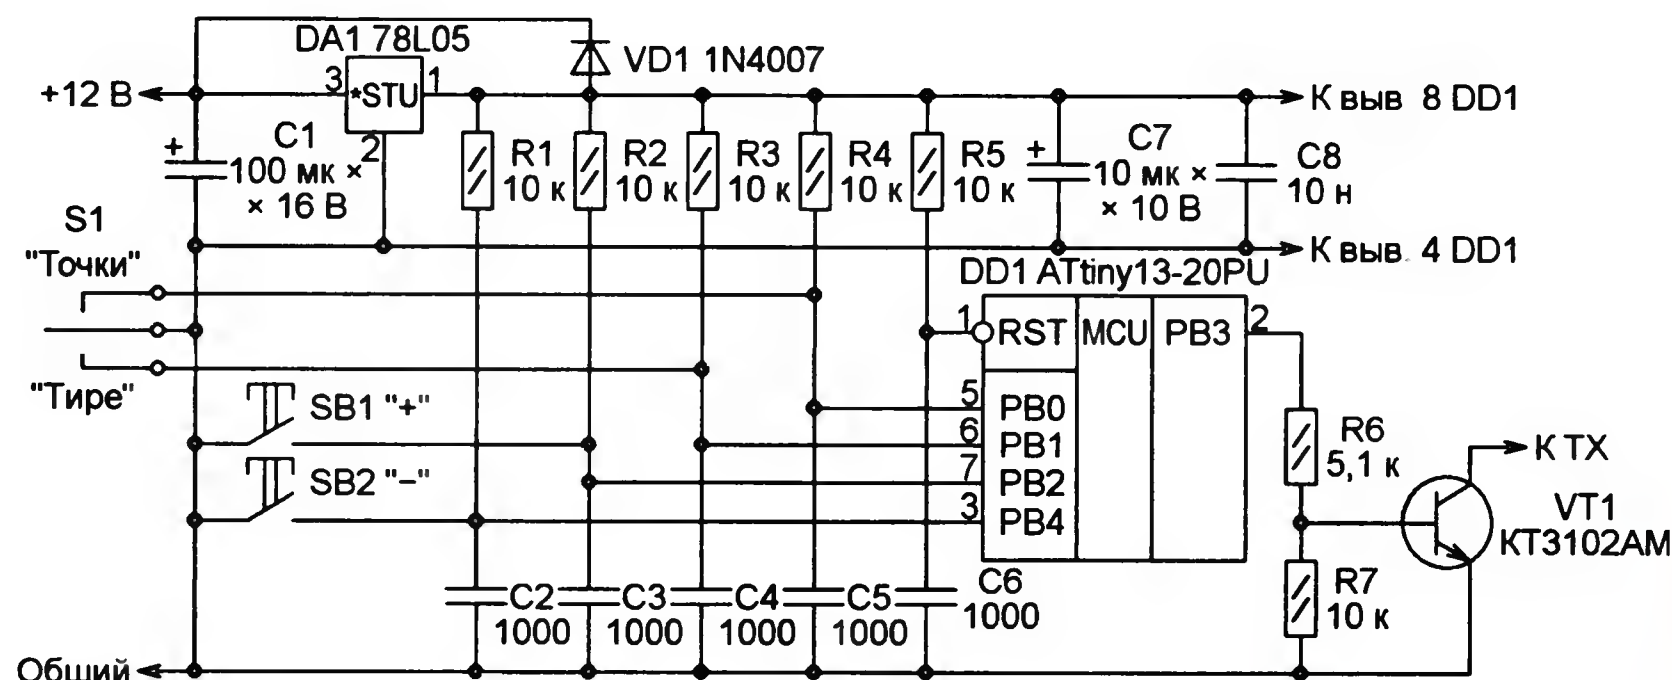 DA1 78L05
VD1 1N4007
+12 В
3
*STU
1
2
К выв 8 DD1
C1
100 мк ×
× 16 В
R1
10 к
R2
10 к
R3
10 к
R4
10 к
R5
10 к
+
C7
10 мк ×
× 10 В
C8
10 н
+
S1
"Точки"
К выв. 4 DD1
DD1 ATtiny13-20PU
1
RST
MCU
PB3
2
"Тире"
SB1 "+"
SB2 "–"
5
PB0
6
PB1
7
PB2
3
PB4
R6
5,1 к
К TX
VT1
КТ3102АМ
C2
1000
C3
1000
C4
1000
C5
1000
C6
1000
R7
10 к
Общий